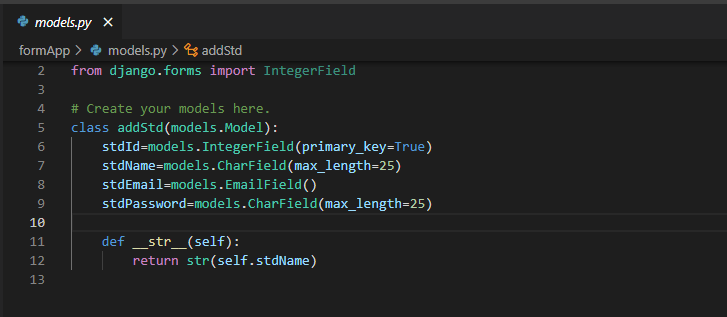 models.py ×
formApp > models.py > addStd
2 from django.forms import IntegerField
3
4 # Create your models here.
5 class addStd(models.Model):
6     stdId=models.IntegerField(primary_key=True)
7     stdName=models.CharField(max_length=25)
8     stdEmail=models.EmailField()
9     stdPassword=models.CharField(max_length=25)
10
11     def __str__(self):
12         return str(self.stdName)
13